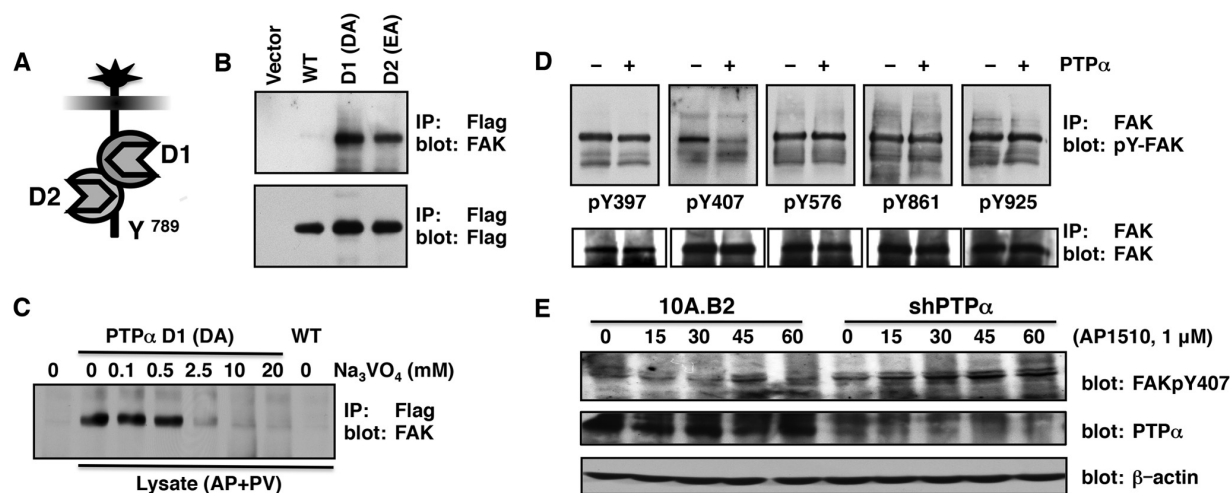 A
D1
D2
Y 789
B
Vector
WT
D1 (DA)
D2 (EA)
IP: Flag
blot: FAK
IP: Flag
blot: Flag
C
PTPα D1 (DA) WT
0 0 0.1 0.5 2.5 10 20 0 Na3VO4 (mM)
IP: Flag
blot: FAK
Lysate (AP+PV)
D
– + – + – + – + – + PTPα
IP: FAK
blot: pY-FAK
pY397 pY407 pY576 pY861 pY925
IP: FAK
blot: FAK
E
10A.B2 shPTPα
0 15 30 45 60 0 15 30 45 60 (AP1510, 1 μM)
blot: FAKpY407
blot: PTPα
blot: β–actin